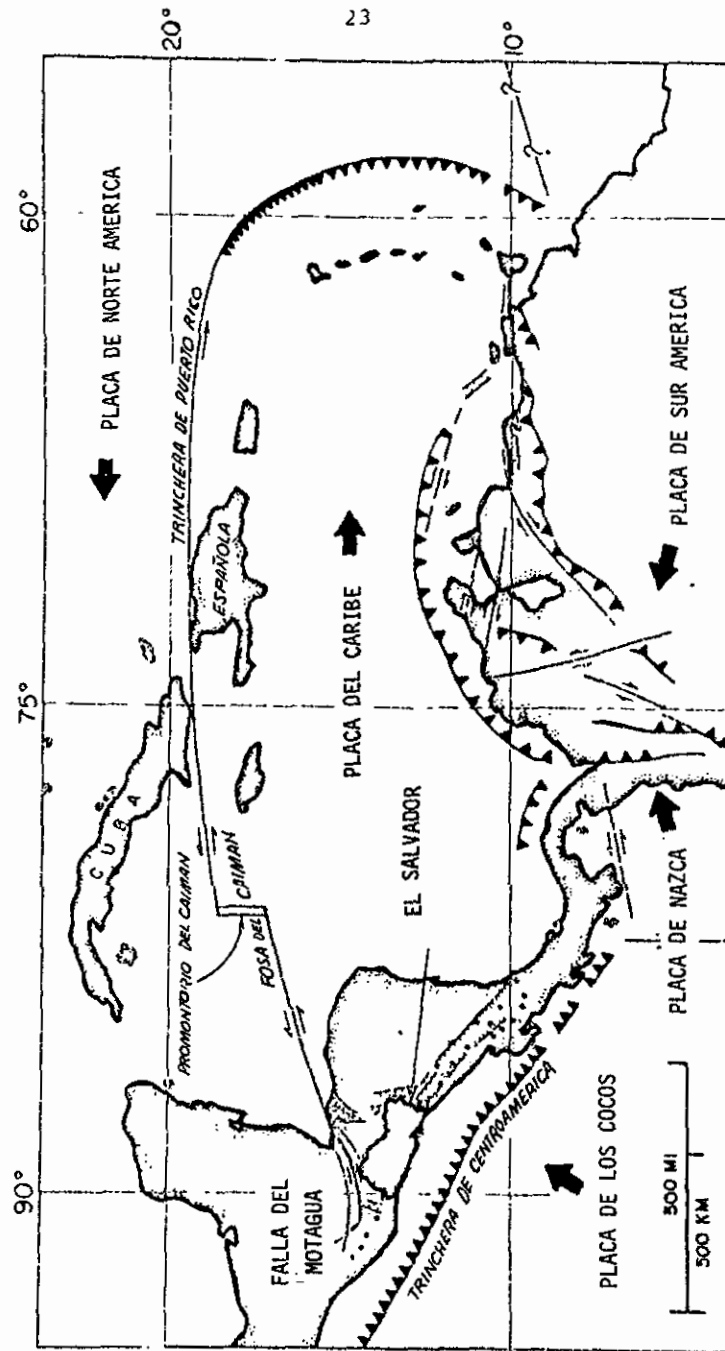 23
20°
10°
60°
75°
90°
PLACA DE NORTE AMERICA
TRINCHERA DE PUERTO RICO
ESPAÑOLA
CUBA
PROMONTORIO DEL CAIMAN
FOSA DEL CAIMAN
PLACA DEL CARIBE
EL SALVADOR
FALLA DEL
MOTAGUA
TRINCHERA DE CENTROAMERICA
PLACA DE LOS COCOS
PLACA DE NAZCA
PLACA DE SUR AMERICA
?
?
500 MI
500 KM